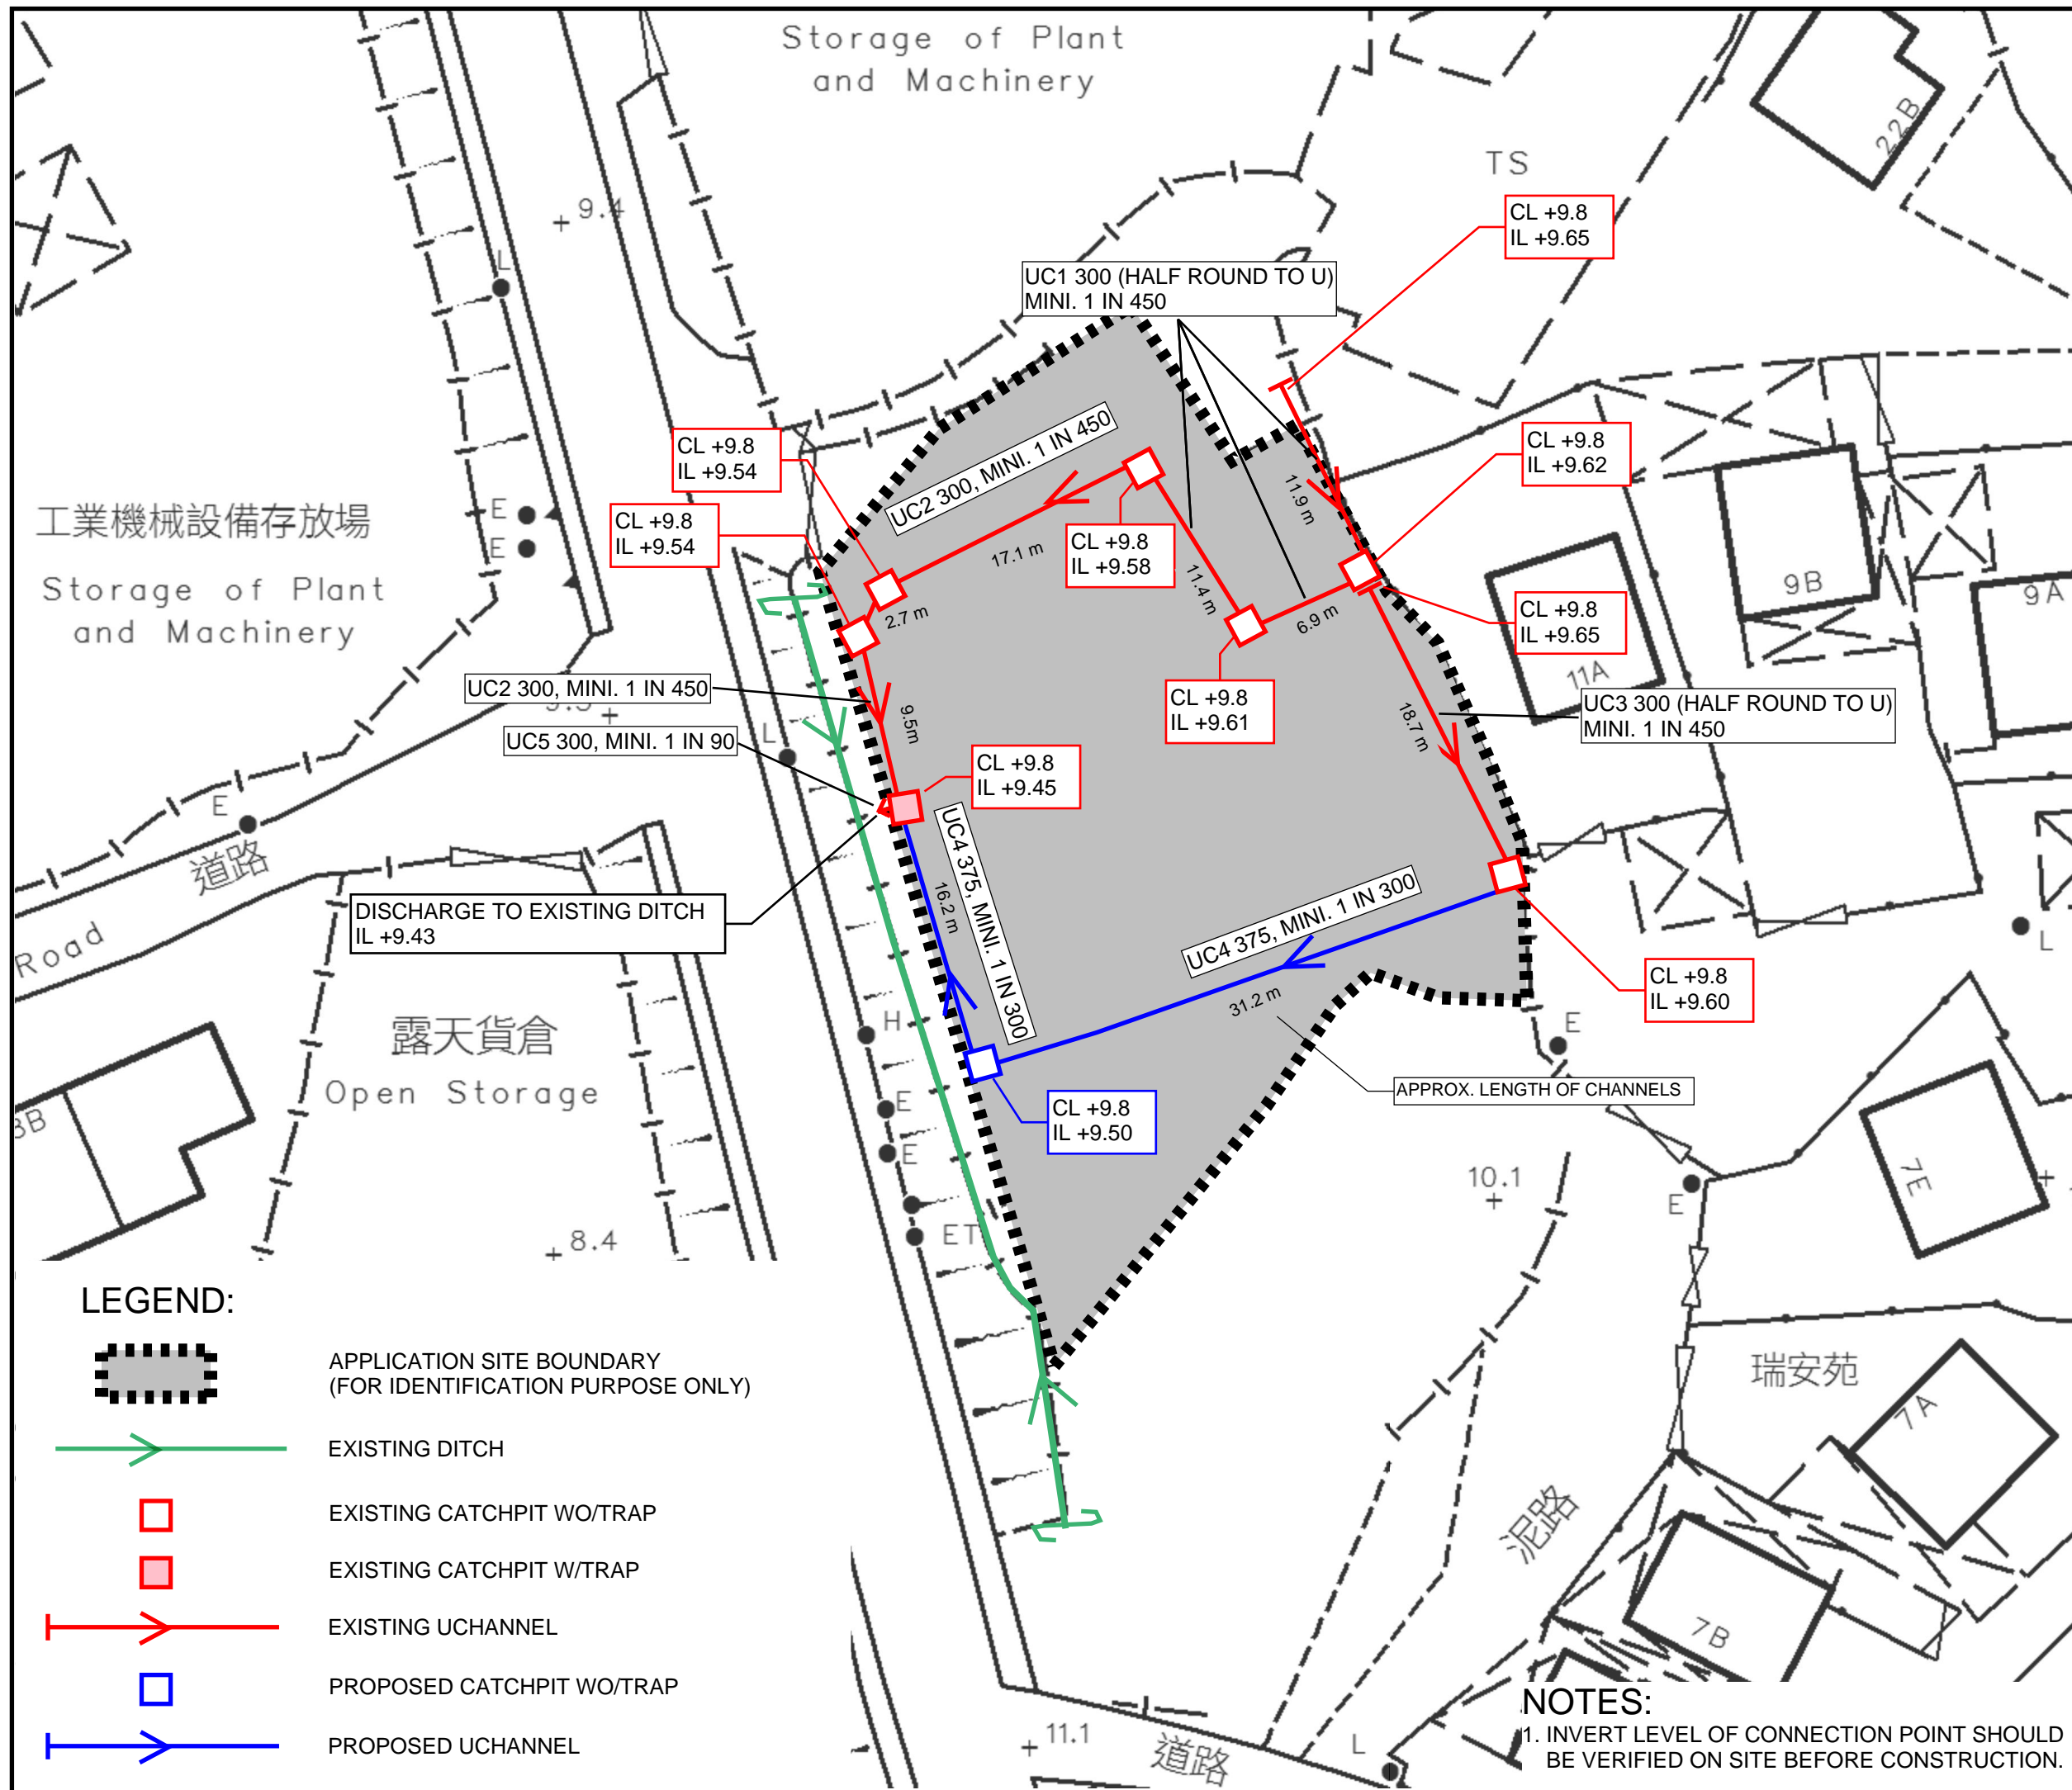 Storage of Plant
and Machinery
TS
22B
+ 9.4
L
CL +9.8
IL +9.65
UC1 300 (HALF ROUND TO U)
MINI. 1 IN 450
CL +9.8
IL +9.54
UC2 300, MINI. 1 IN 450
CL +9.8
IL +9.62
11.9 m
工業機械設備存放場
Storage of Plant
and Machinery
E
E
CL +9.8
IL +9.54
17.1 m
CL +9.8
IL +9.58
11.4 m
6.9 m
2.7 m
CL +9.8
IL +9.65
9B
9A
11A
UC2 300, MINI. 1 IN 450
9.5m
CL +9.8
IL +9.61
18.7 m
UC3 300 (HALF ROUND TO U)
MINI. 1 IN 450
UC5 300, MINI. 1 IN 90
L
CL +9.8
IL +9.45
E
道路
Road
DISCHARGE TO EXISTING DITCH
IL +9.43
UC4 375, MINI. 1 IN 300
16.2 m
UC4 375, MINI. 1 IN 300
31.2 m
L
CL +9.8
IL +9.60
露天貨倉
Open Storage
H
E
E
E
APPROX. LENGTH OF CHANNELS
CL +9.8
IL +9.50
ET
+ 8.4
10.1
+
E
7E
LEGEND:
APPLICATION SITE BOUNDARY
(FOR IDENTIFICATION PURPOSE ONLY)
EXISTING DITCH
EXISTING CATCHPIT WO/TRAP
EXISTING CATCHPIT W/TRAP
EXISTING UCHANNEL
PROPOSED CATCHPIT WO/TRAP
PROPOSED UCHANNEL
瑞安苑
7A
泥路
7B
+ 11.1
道路
L
NOTES:
1. INVERT LEVEL OF CONNECTION POINT SHOULD
BE VERIFIED ON SITE BEFORE CONSTRUCTION.